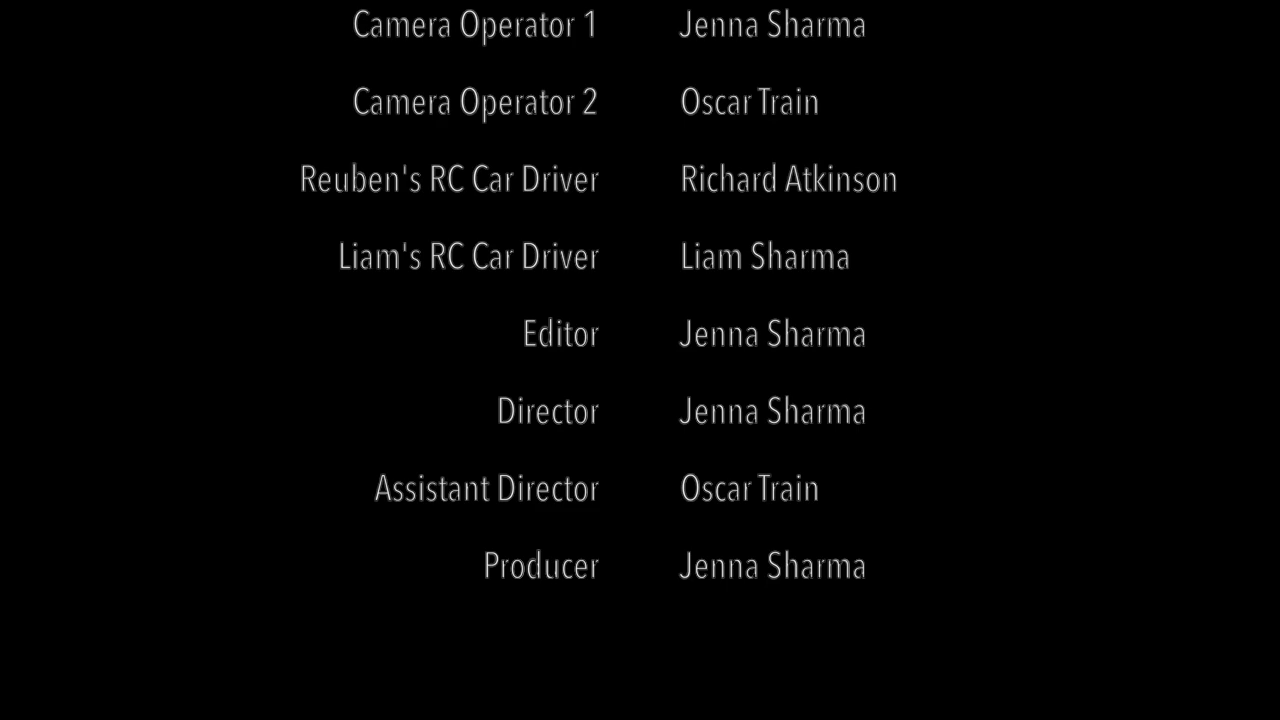 Camera Operator 1 Jenna Sharma
Camera Operator 2 Oscar Train
Reuben's RC Car Driver Richard Atkinson
Liam's RC Car Driver Liam Sharma
Editor Jenna Sharma
Director Jenna Sharma
Assistant Director Oscar Train
Producer Jenna Sharma